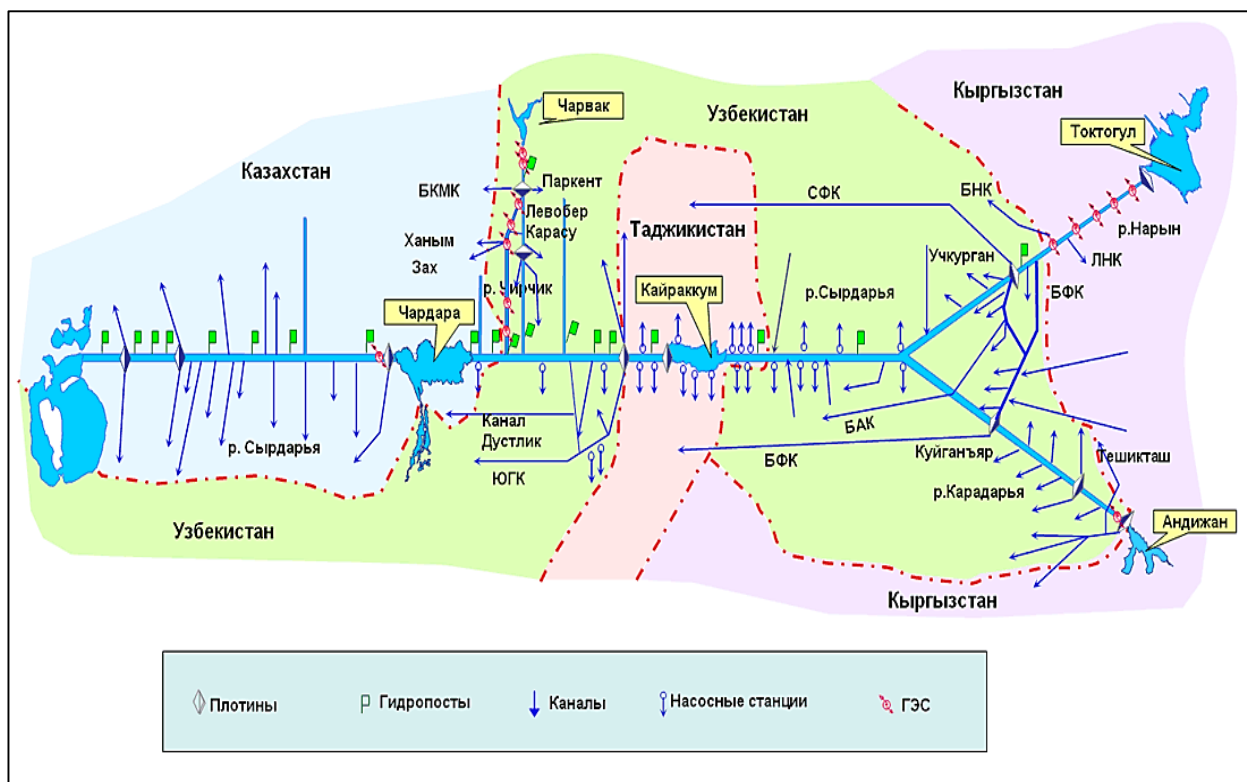 Кыргызстан
Чарвак
Узбекистан
Токтогул
Казахстан
БКМК
Паркент
СФК
БНК
Левобер
Карасу
р.Нарын
Ханым
Таджикистан
Зах
Учкурган
ЛНК
р. Чирчик
Кайраккум
р.Сырдарья
БФК
Чардара
Канал
Дустлик
БАК
р. Сырдарья
БФК
Куйганъяр
Тешикташ
ЮГК
р.Карадарья
Узбекистан
Андижан
Кыргызстан
Плотины
Гидропосты
Каналы
Насосные станции
ГЭС